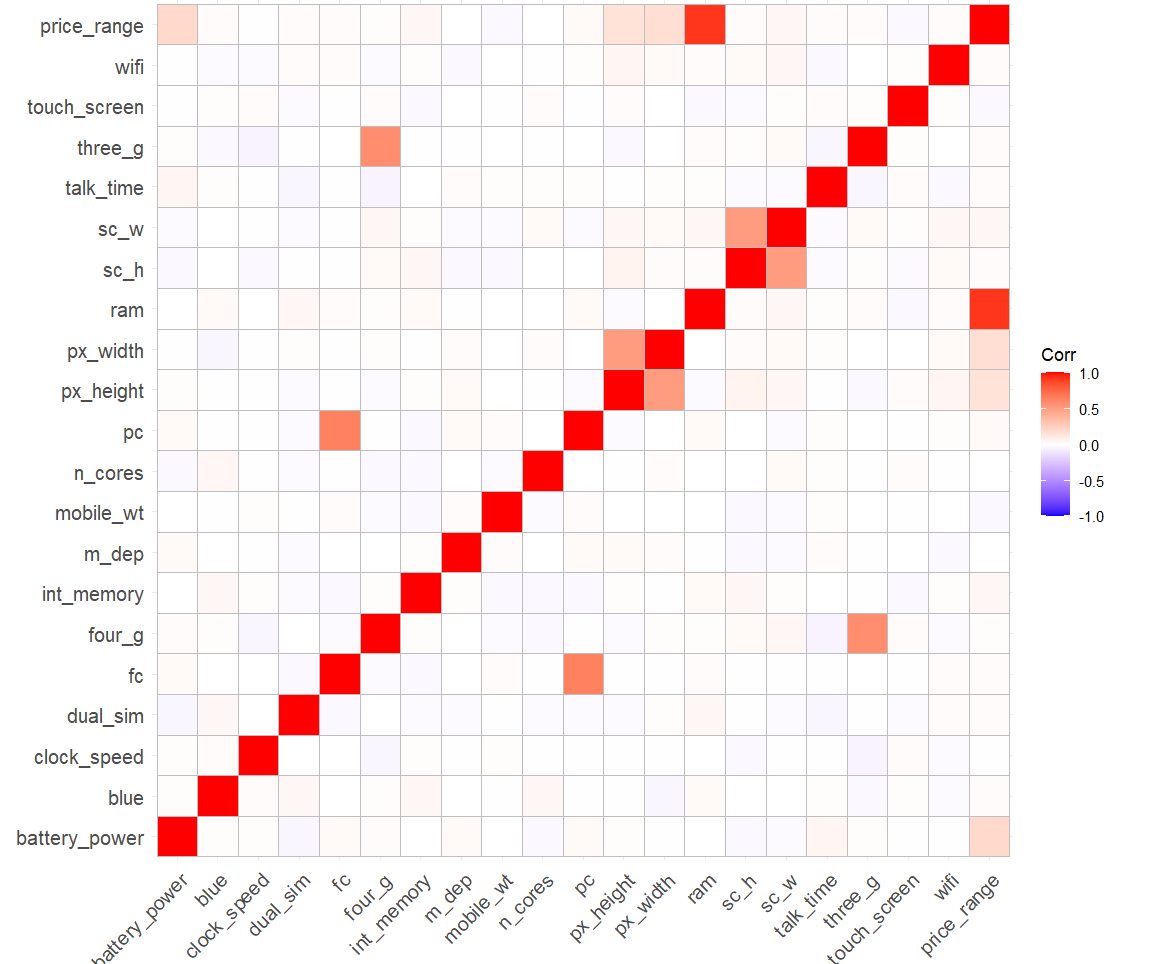 price_range
wifi
touch_screen
three_g
talk_time
sc_w
sc_h
ram
px_width
px_height
pc
n_cores
mobile_wt
m_dep
int_memory
four_g
fc
dual_sim
clock_speed
blue
battery_power
Corr
1.0
0.5
0.0
-0.5
-1.0
battery_power
blue
clock_speed
dual_sim
fc
four_g
int_memory
m_dep
mobile_wt
n_cores
pc
px_height
px_width
ram
sc_h
sc_w
talk_time
three_g
touch_screen
wifi
price_range